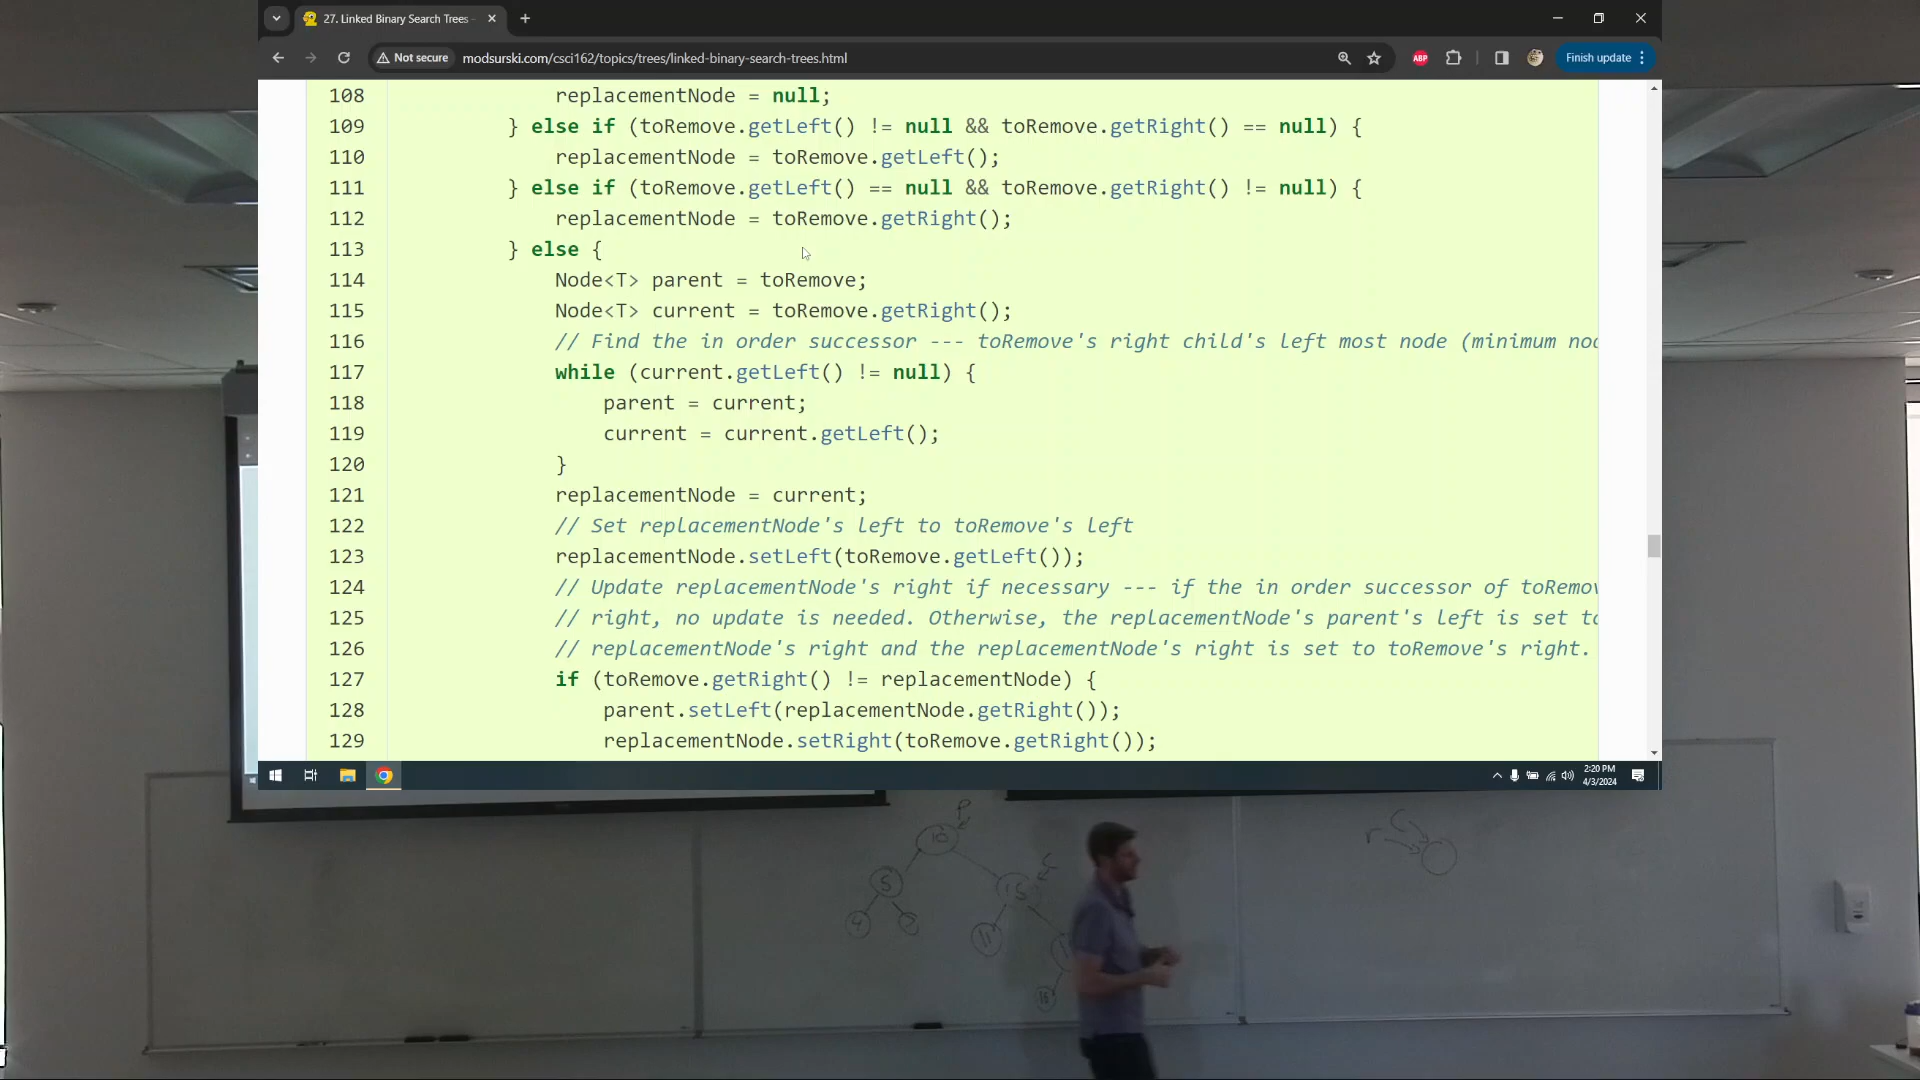 27. Linked Binary Search Trees -
Not secure modsurski.com/csci162/topics/trees/linked-binary-search-trees.html ABP Finish update
108 replacementNode = null;
109 } else if (toRemove.getLeft() != null && toRemove.getRight() == null) {
110 replacementNode = toRemove.getLeft();
111 } else if (toRemove.getLeft() == null && toRemove.getRight() != null) {
112 replacementNode = toRemove.getRight();
113 } else {
114 Node<T> parent = toRemove;
115 Node<T> current = toRemove.getRight();
116 // Find the in order successor --- toRemove's right child's left most node (minimum no
117 while (current.getLeft() != null) {
118 parent = current;
119 current = current.getLeft();
120 }
121 replacementNode = current;
122 // Set replacementNode's left to toRemove's left
123 replacementNode.setLeft(toRemove.getLeft());
124 // Update replacementNode's right if necessary --- if the in order successor of toRemov
125 // right, no update is needed. Otherwise, the replacementNode's parent's left is set to
126 // replacementNode's right and the replacementNode's right is set to toRemove's right.
127 if (toRemove.getRight() != replacementNode) {
128 parent.setLeft(replacementNode.getRight());
129 replacementNode.setRight(toRemove.getRight());
2:20 PM
4/3/2024
P
10
r C
5 15 C
4 11